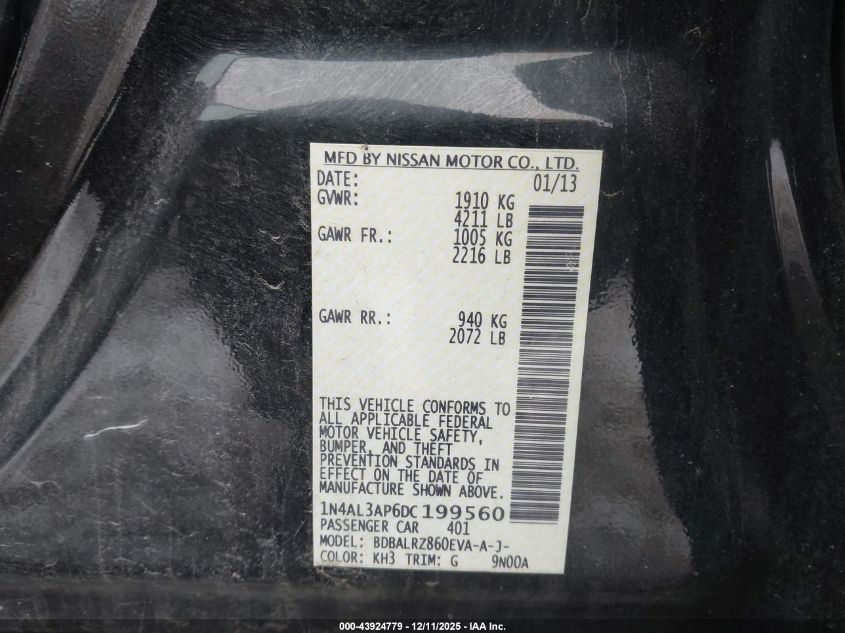 MFD BY NISSAN MOTOR CO., LTD.
DATE: 01/13
GVWR: 1910 KG
4211 LB
GAWR FR.: 1005 KG
2216 LB
GAWR RR.: 940 KG
2072 LB
THIS VEHICLE CONFORMS TO
ALL APPLICABLE FEDERAL
MOTOR VEHICLE SAFETY,
BUMPER, AND THEFT
PREVENTION STANDARDS IN
EFFECT ON THE DATE OF
MANUFACTURE SHOWN ABOVE.
1N4AL3AP6DC199560
PASSENGER CAR 401
MODEL: BDBALRZ860EVA-A-J-
COLOR: KH3 TRIM: G 9N00A
000-43924779 - 12/11/2025 - IAA Inc.